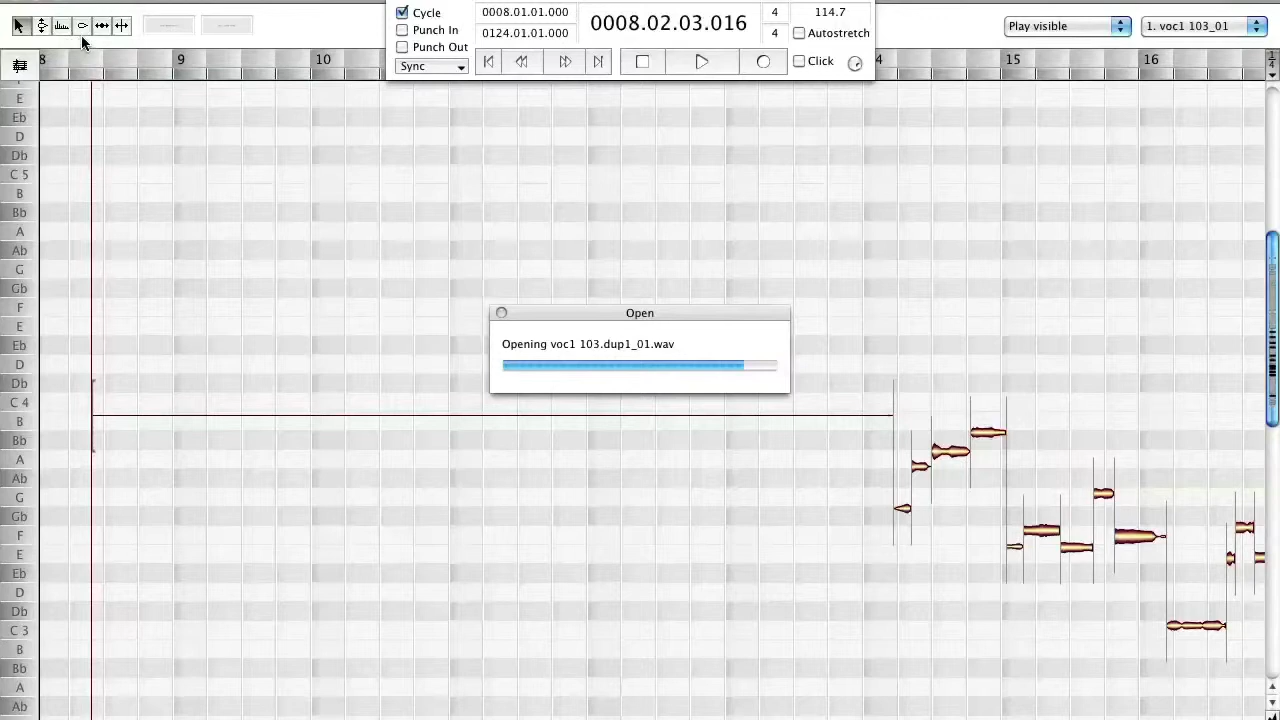 Cycle
Punch In
Punch Out
Sync
0008.01.01.000
0124.01.01.000
0008.02.03.016
4
4
114.7
Autostretch
Click
Play visible
1. voc1 103_01
8
9
10
4
15
16
1
4
E
Eb
D
Db
C 5
B
Bb
A
Ab
G
Gb
F
E
Eb
D
Db
C 4
B
Bb
A
Ab
G
Gb
F
E
Eb
D
Db
C 3
B
Bb
A
Ab
Open
Opening voc1 103.dup1_01.wav